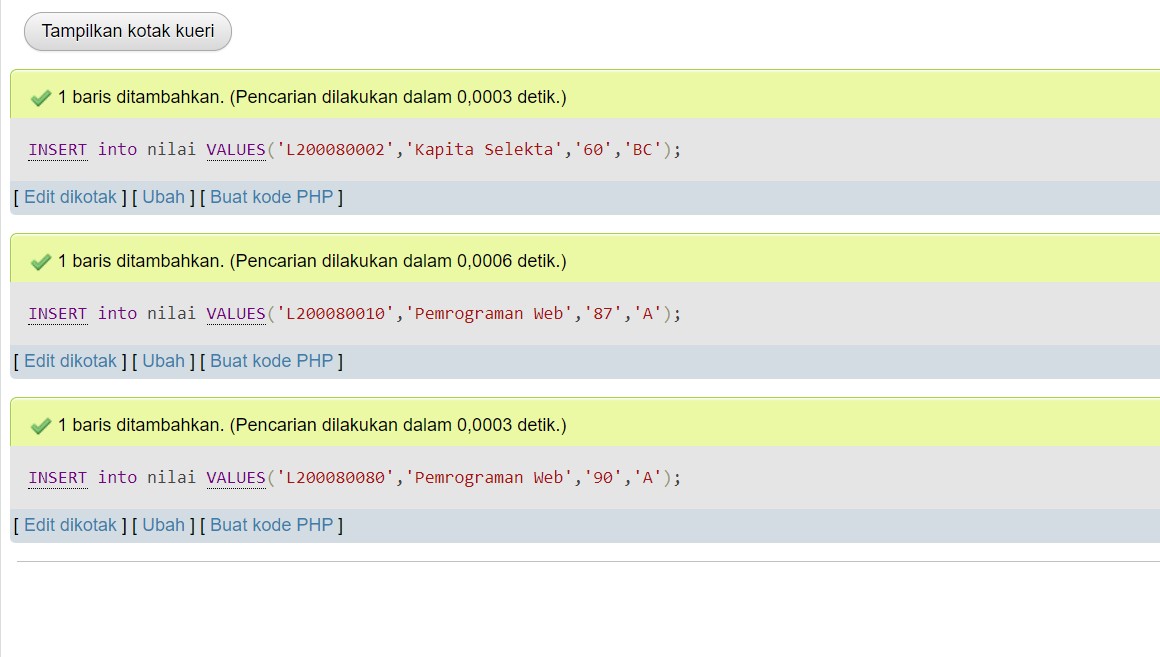 Tampilkan kotak kueri
1 baris ditambahkan. (Pencarian dilakukan dalam 0,0003 detik.)
INSERT into nilai VALUES('L200080002','Kapita Selekta','60','BC');
[ Edit dikotak ] [ Ubah ] [ Buat kode PHP ]
1 baris ditambahkan. (Pencarian dilakukan dalam 0,0006 detik.)
INSERT into nilai VALUES('L200080010','Pemrograman Web','87','A');
[ Edit dikotak ] [ Ubah ] [ Buat kode PHP ]
1 baris ditambahkan. (Pencarian dilakukan dalam 0,0003 detik.)
INSERT into nilai VALUES('L200080080','Pemrograman Web','90','A');
[ Edit dikotak ] [ Ubah ] [ Buat kode PHP ]